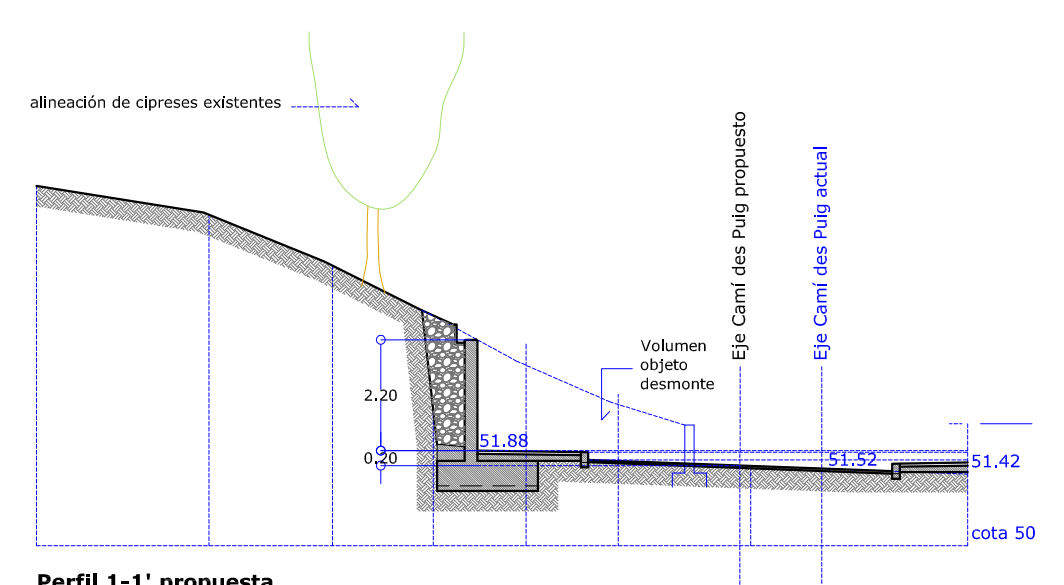 alineación de cipreses existentes
Eje Camí des Puig propuesto
Eje Camí des Puig actual
Volumen
objeto
desmonte
2.20
0.20
51.88
51.52
51.42
cota 50
Perfil 1-1' propuesta